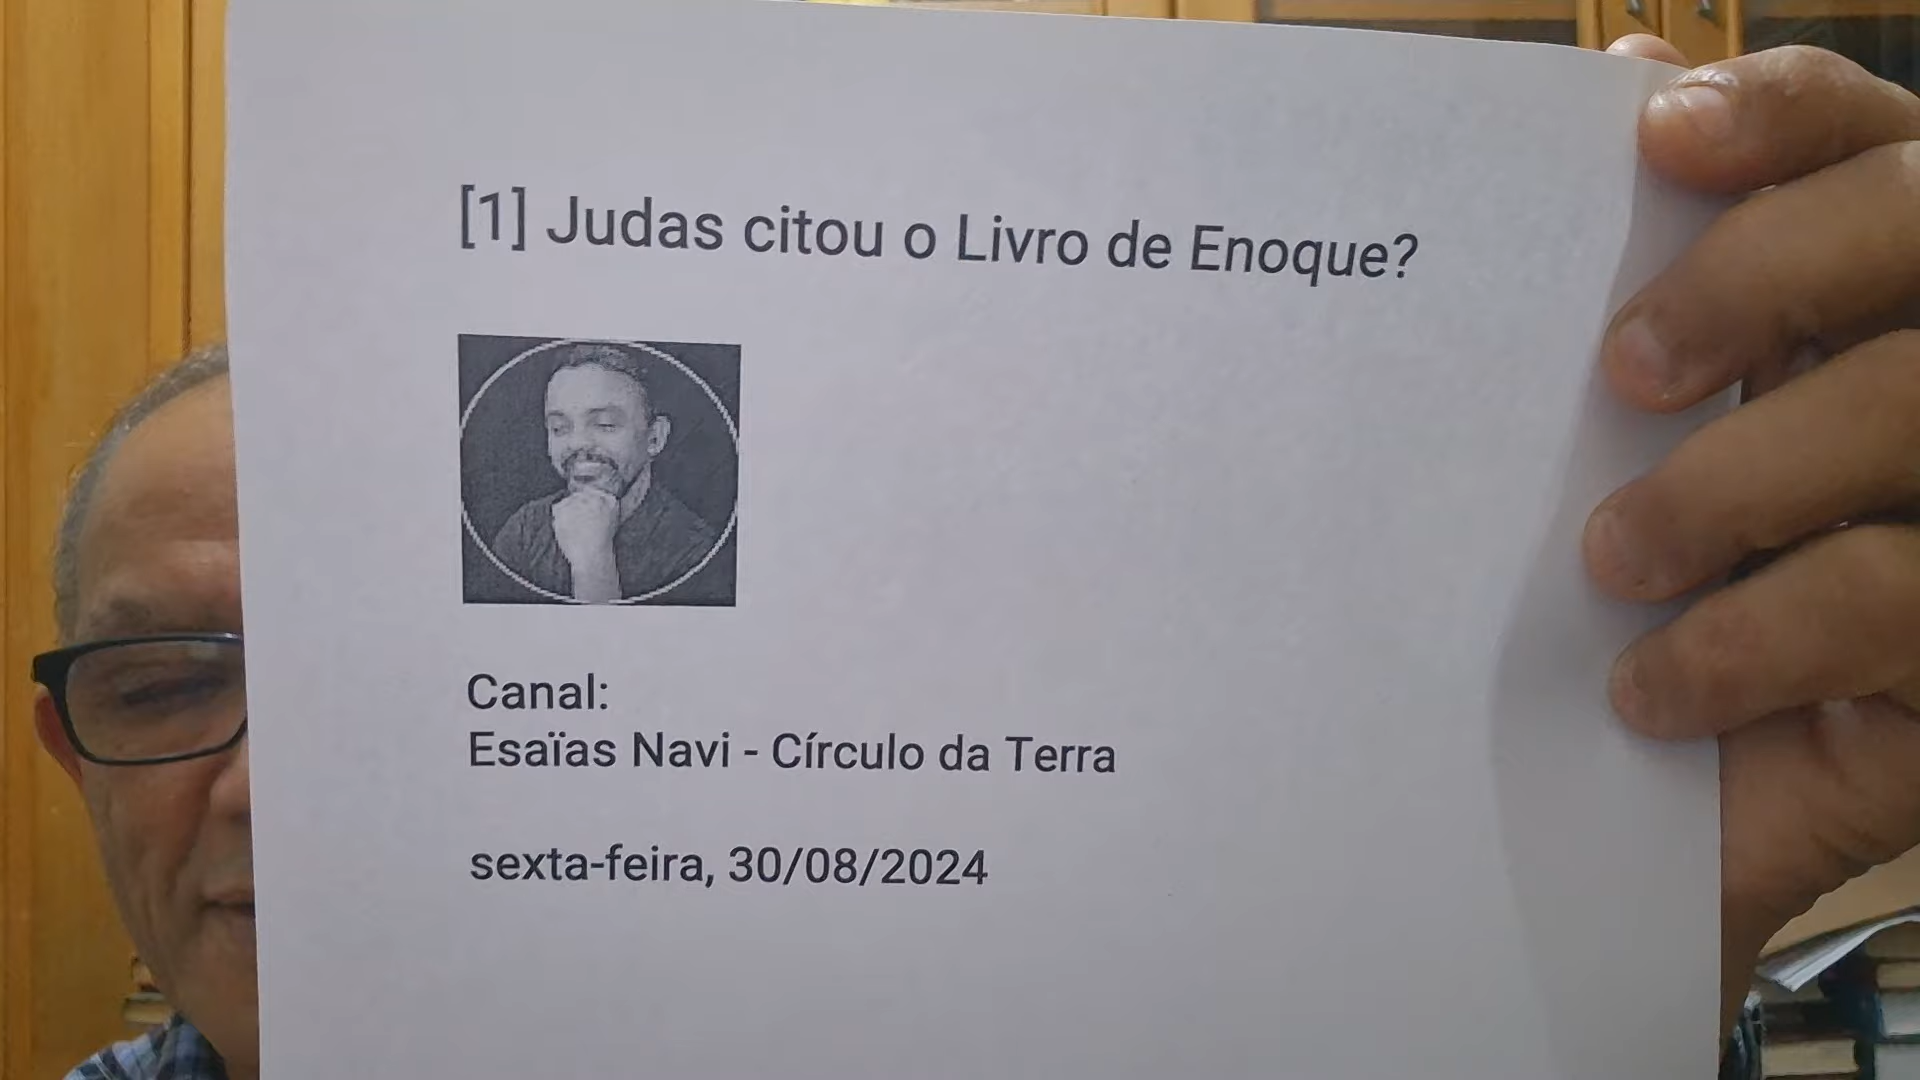 [1] Judas citou o Livro de Enoque?
Canal:
Esaïas Navi - Círculo da Terra
sexta-feira, 30/08/2024